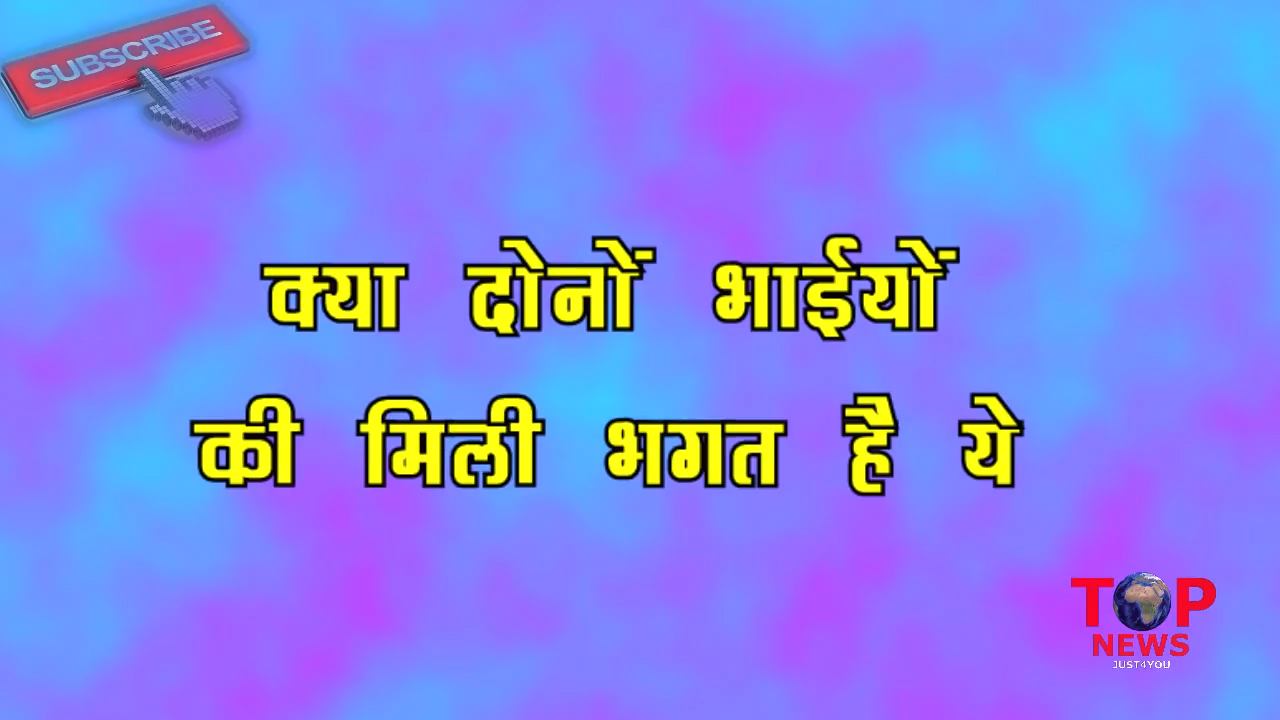 SUBSCRIBE
क्या दोनों भाईयों
की मिली भगत है ये
TOP
NEWS
JUST4YOU